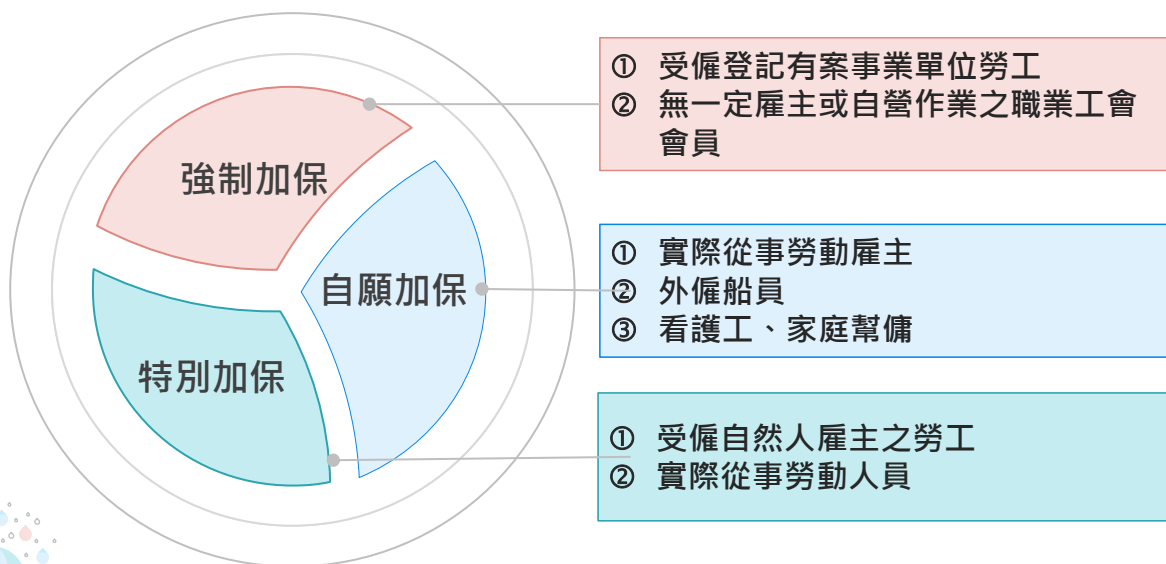 強制加保
① 受僱登記有案事業單位勞工
② 無一定雇主或自營作業之職業工會
會員
自願加保
① 實際從事勞動雇主
② 外僱船員
③ 看護工、家庭幫傭
特別加保
① 受僱自然人雇主之勞工
② 實際從事勞動人員